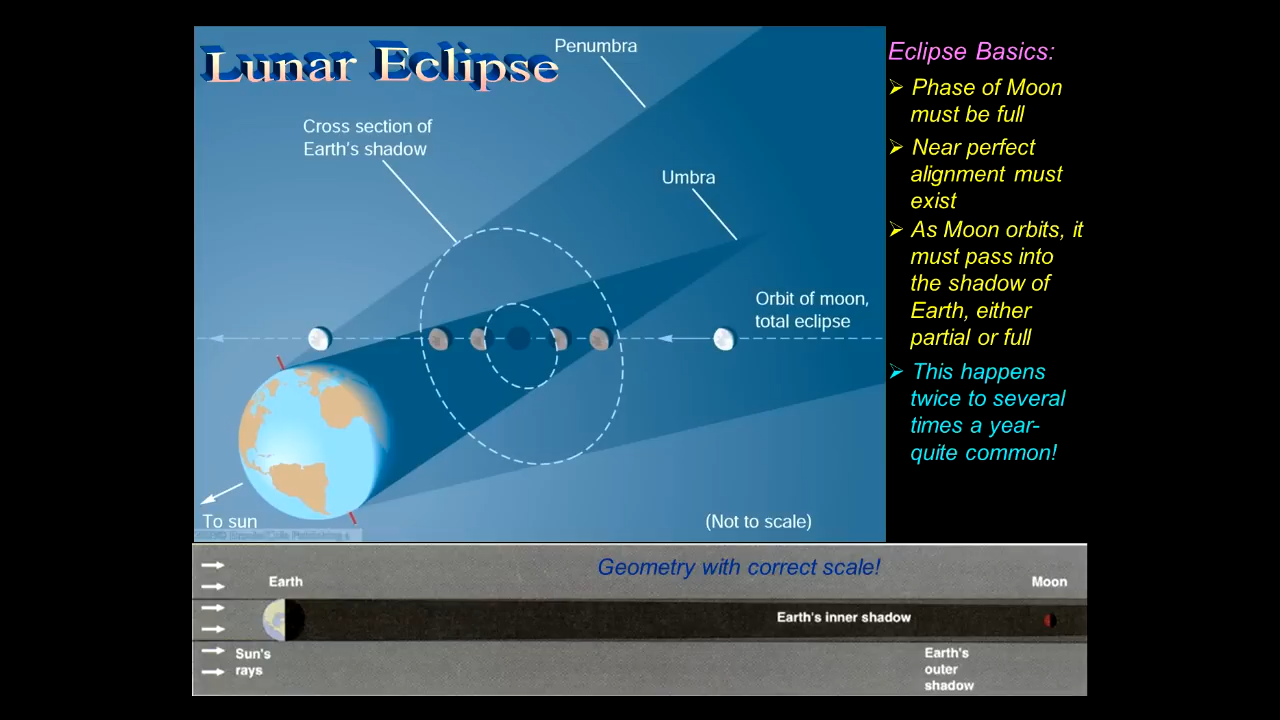 Lunar Eclipse
Penumbra
Cross section of
Earth's shadow
Umbra
Orbit of moon,
total eclipse
To sun
(Not to scale)
Eclipse Basics:
➢ Phase of Moon
must be full
➢ Near perfect
alignment must
exist
➢ As Moon orbits, it
must pass into
the shadow of
Earth, either
partial or full
➢ This happens
twice to several
times a year-
quite common!
Geometry with correct scale!
Earth
Moon
Earth's inner shadow
Sun's
rays
Earth's
outer
shadow